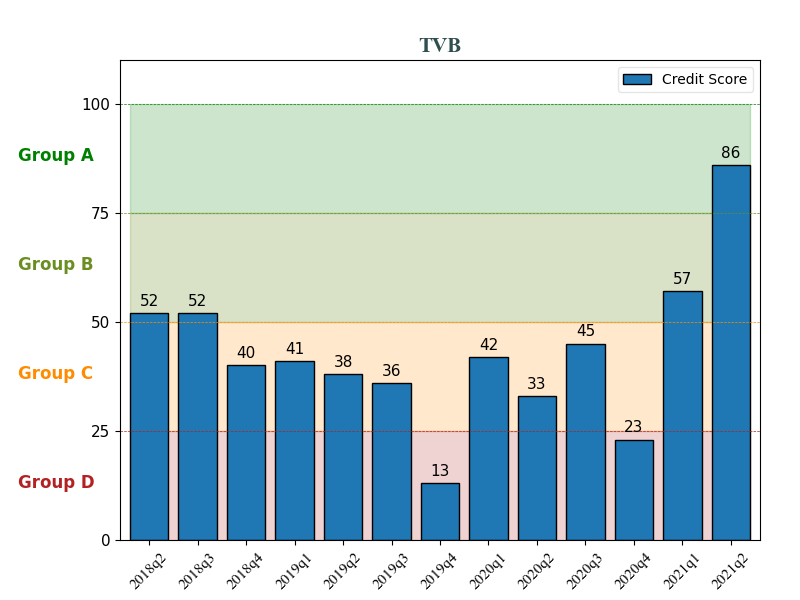 TVB
Credit Score
100
Group A
86
75
Group B
57
52
52
50
45
42
41
40
38
Group C
36
33
25
23
13
Group D
0
2018q2
2018q3
2018q4
2019q1
2019q2
2019q3
2019q4
2020q1
2020q2
2020q3
2020q4
2021q1
2021q2